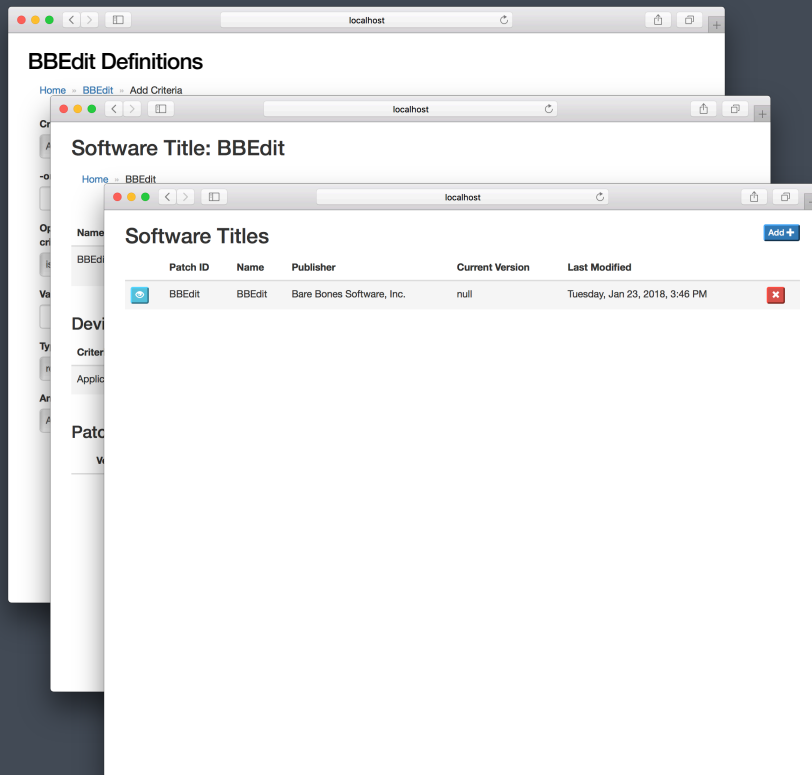 localhost
BBEdit Definitions
Home » BBEdit » Add Criteria
localhost
Software Title: BBEdit
Home » BBEdit
Name
Devi
Criter
Applic
Patc
localhost
Software Titles
Add
Patch ID Name Publisher Current Version Last Modified
BBEdit BBEdit Bare Bones Software, Inc. null Tuesday, Jan 23, 2018, 3:46 PM